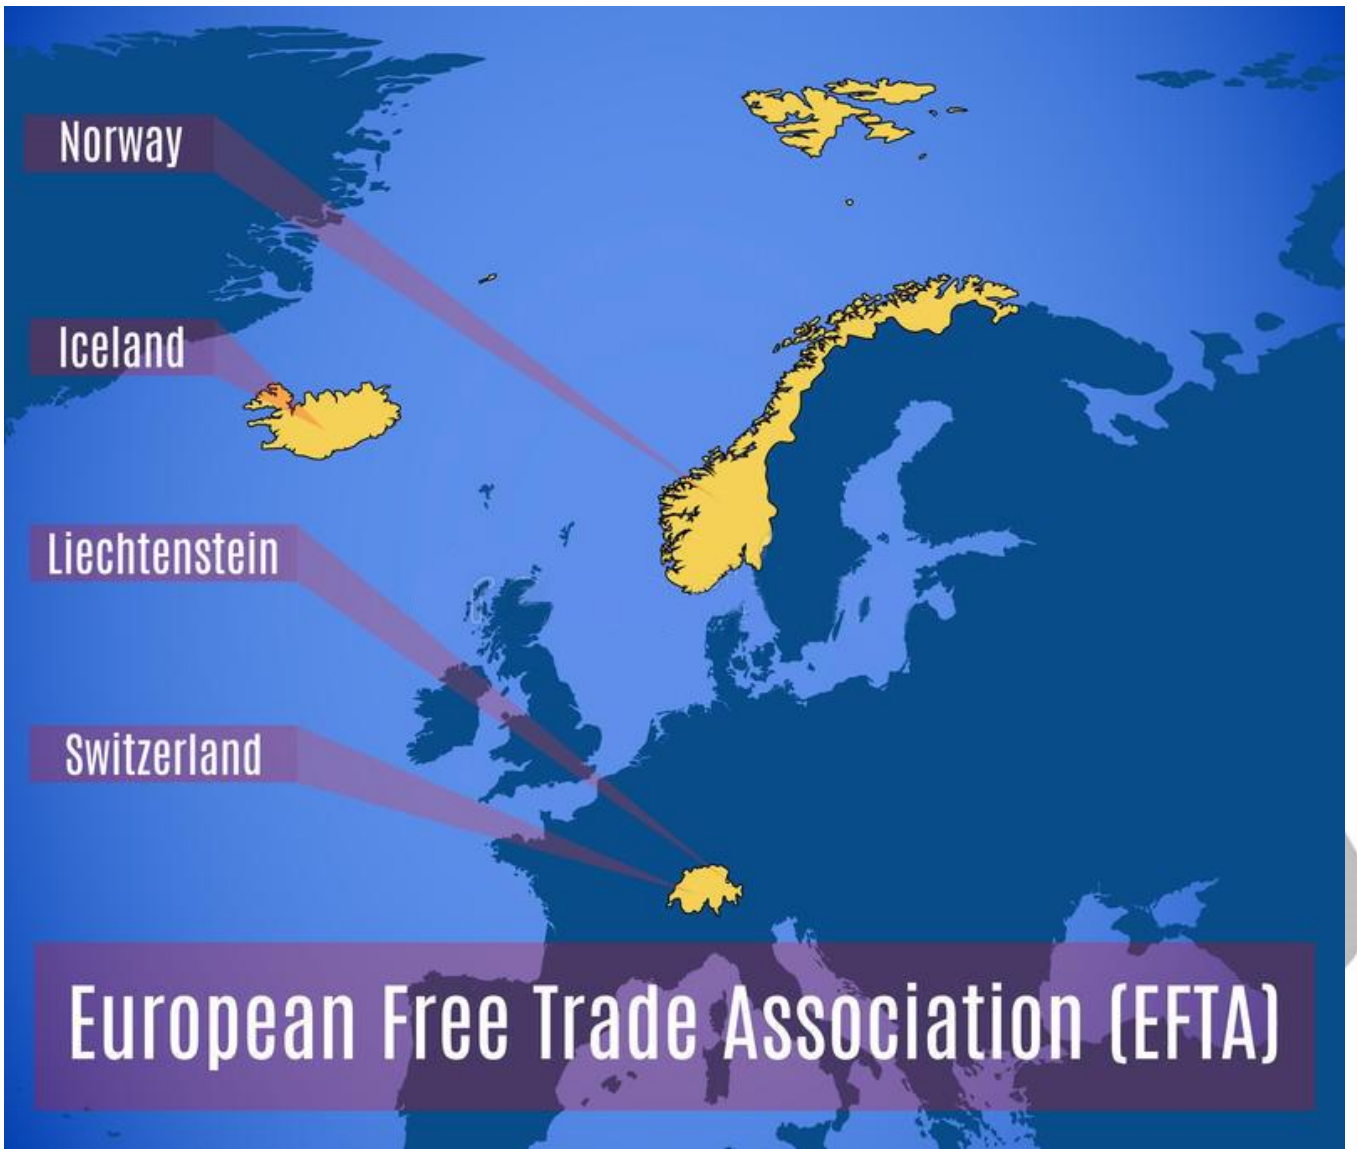 Norway
Iceland
Liechtenstein
Switzerland
European Free Trade Association (EFTA)